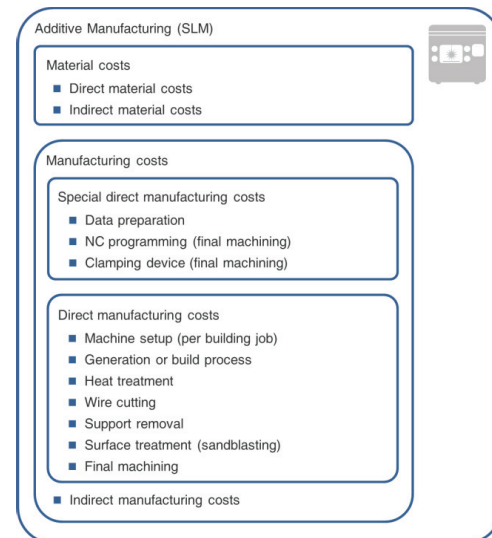 Additive Manufacturing (SLM)
Material costs
Direct material costs
Indirect material costs
Manufacturing costs
Special direct manufacturing costs
Data preparation
NC programming (final machining)
Clamping device (final machining)
Direct manufacturing costs
Machine setup (per building job)
Generation or build process
Heat treatment
Wire cutting
Support removal
Surface treatment (sandblasting)
Final machining
Indirect manufacturing costs